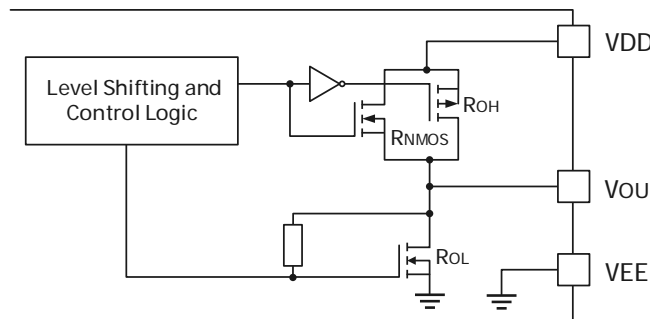 VDD
Level Shifting and
Control Logic
ROH
RNMOS
VOU
ROL
VEE